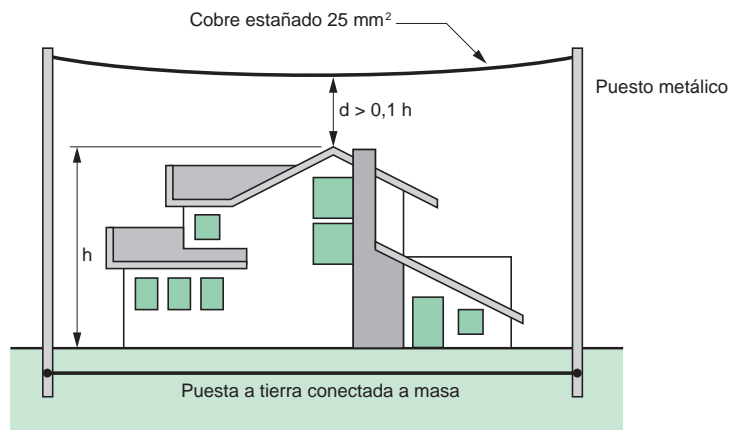 Cobre estañado 25 mm²
Puesto metálico
d > 0,1 h
h
Puesta a tierra conectada a masa